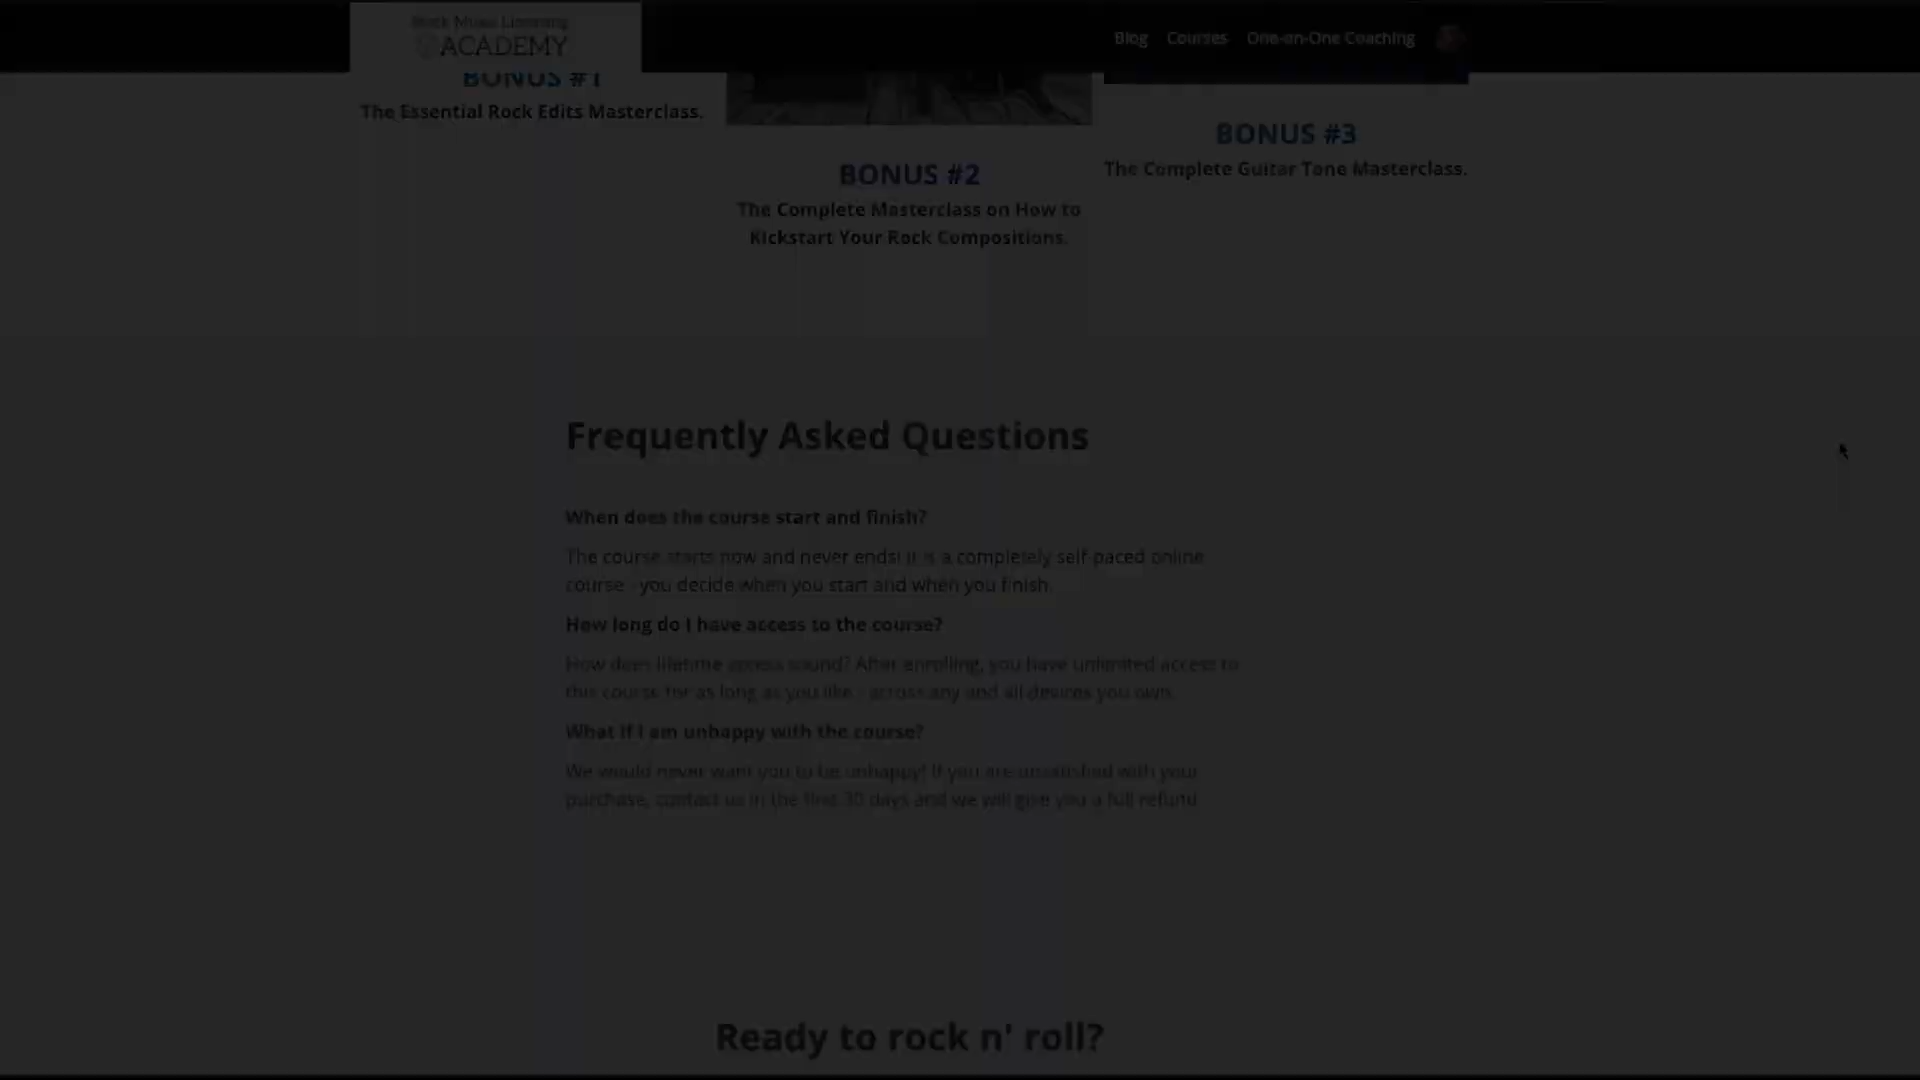 Rock Music Licensing
ACADEMY
Blog Courses One-on-One Coaching
BONUS #1
The Essential Rock Edits Masterclass.
BONUS #2
The Complete Masterclass on How to
Kickstart Your Rock Compositions.
BONUS #3
The Complete Guitar Tone Masterclass.
Frequently Asked Questions
When does the course start and finish?
The course starts now and never ends! It is a completely self-paced online
course - you decide when you start and when you finish.
How long do I have access to the course?
How does lifetime access sound? After enrolling, you have unlimited access to
this course for as long as you like - across any and all devices you own.
What if I am unhappy with the course?
We would never want you to be unhappy! If you are unsatisfied with your
purchase, contact us in the first 30 days and we will give you a full refund.
Ready to rock n' roll?